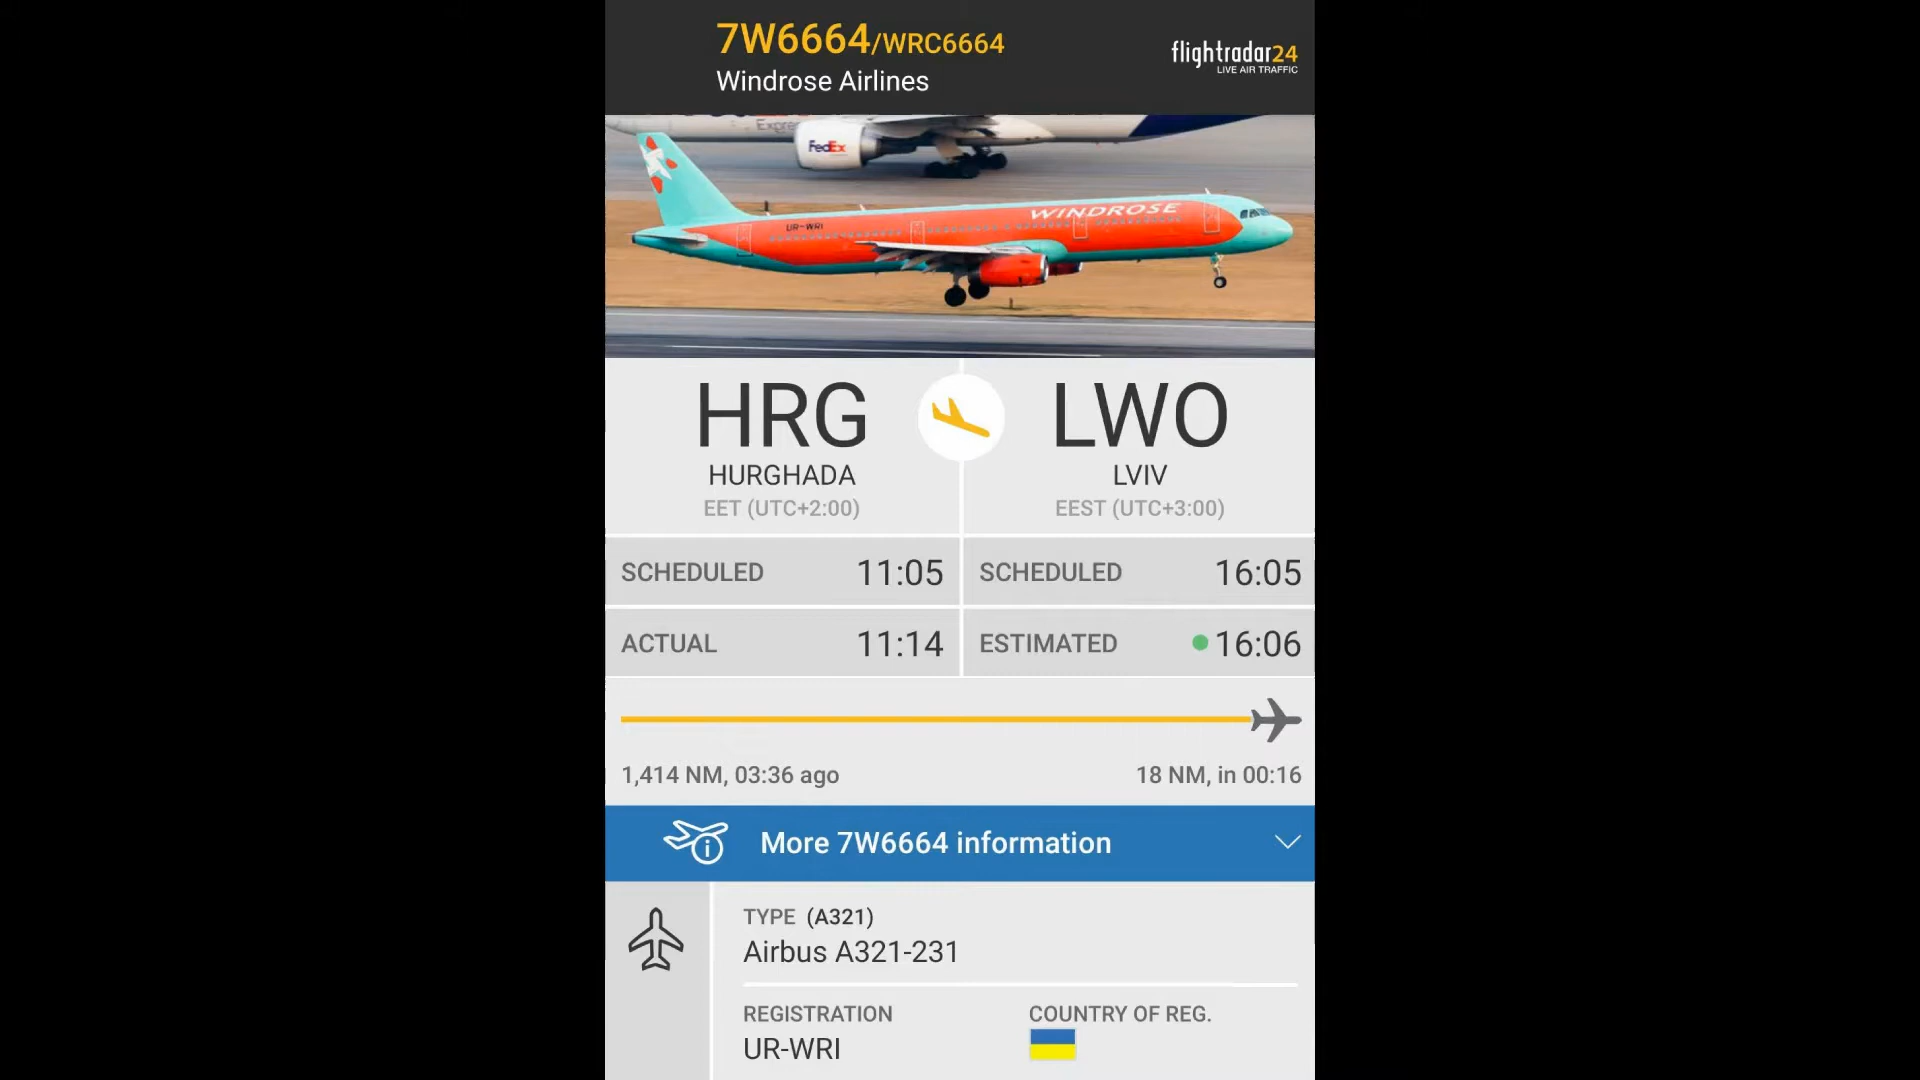 7W6664/WRC6664
Windrose Airlines
flightradar24
LIVE AIR TRAFFIC
Express
FedEx
WINDROSE
UR-WRI
HRG
HURGHADA
EET (UTC+2:00)
LWO
LVIV
EEST (UTC+3:00)
SCHEDULED 11:05
SCHEDULED 16:05
ACTUAL 11:14
ESTIMATED 16:06
1,414 NM, 03:36 ago
18 NM, in 00:16
More 7W6664 information
TYPE (A321)
Airbus A321-231
REGISTRATION
UR-WRI
COUNTRY OF REG.